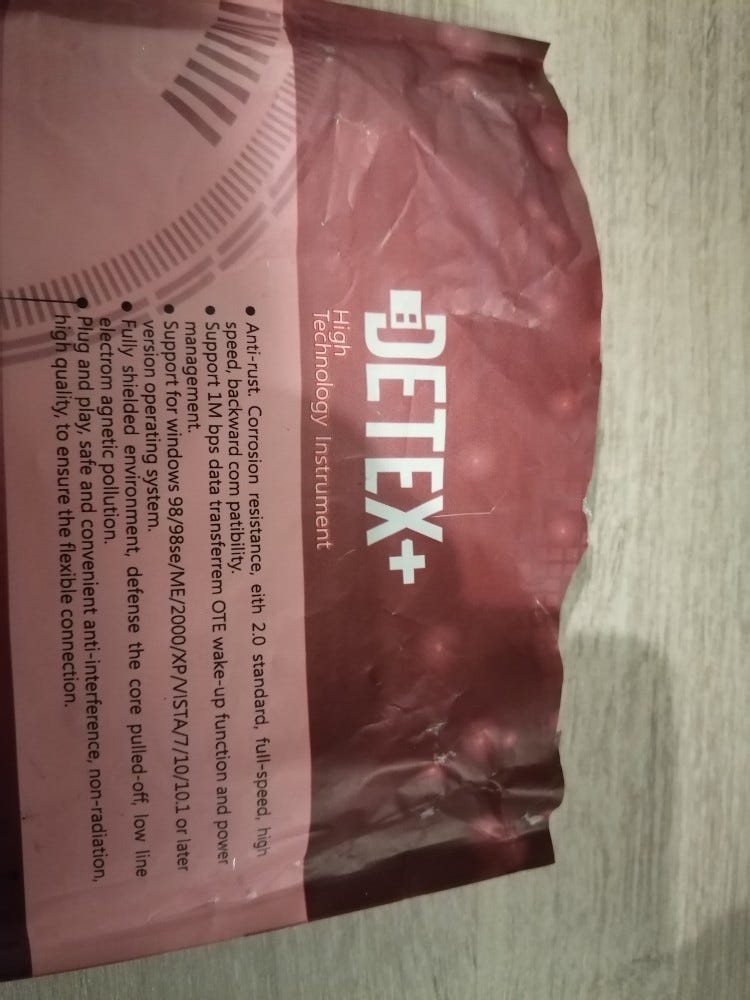 DETEX+
High
Technology Instrument
● Anti-rust. Corrosion resistance, eith 2.0 standard, full-speed, high
speed, backward com patibility.
● Support 1M bps data transferrem OTE wake-up function and power
management.
● Support for windows 98/98se/ME/2000/XP/VISTA/7/10/10.1 or later
version operating system.
● Fully shielded environment, defense the core pulled-off, low line
electrom agnetic pollution.
● Plug and play, safe and convenient anti-interference, non-radiation,
high quality, to ensure the flexible connection.